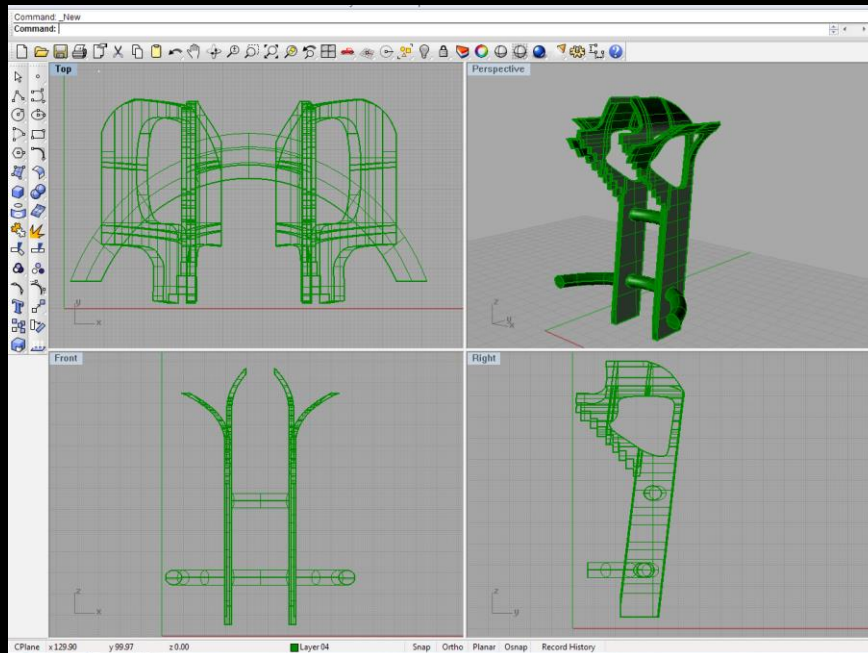 Command: _New
Command:
Top
Perspective
y
x
z
y
x
Front
Right
z
x
z
y
CPlane x 129.90 y 99.97 z 0.00 Layer 04 Snap Ortho Planar Osnap Record History